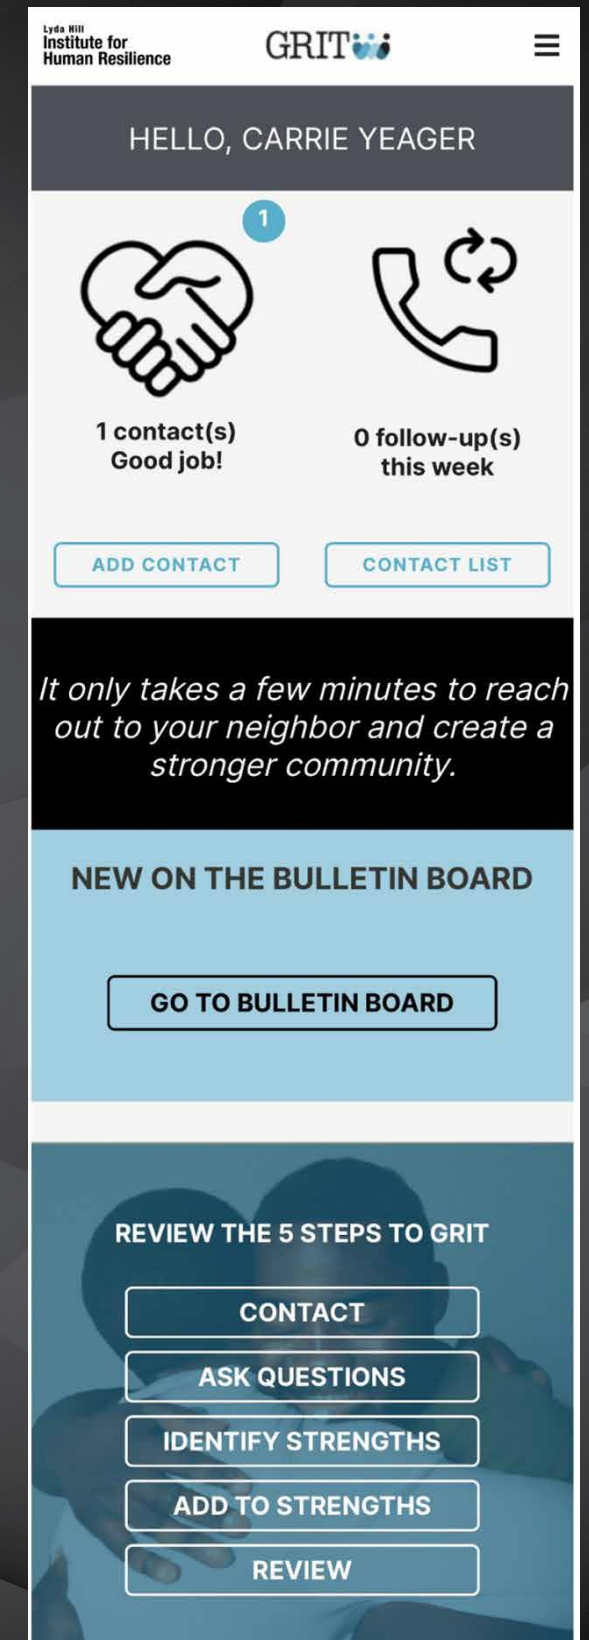 Lyda Hill
Institute for
Human Resilience
GRIT
HELLO, CARRIE YEAGER
1
1 contact(s)
Good job!
0 follow-up(s)
this week
ADD CONTACT
CONTACT LIST
It only takes a few minutes to reach
out to your neighbor and create a
stronger community.
NEW ON THE BULLETIN BOARD
GO TO BULLETIN BOARD
REVIEW THE 5 STEPS TO GRIT
CONTACT
ASK QUESTIONS
IDENTIFY STRENGTHS
ADD TO STRENGTHS
REVIEW